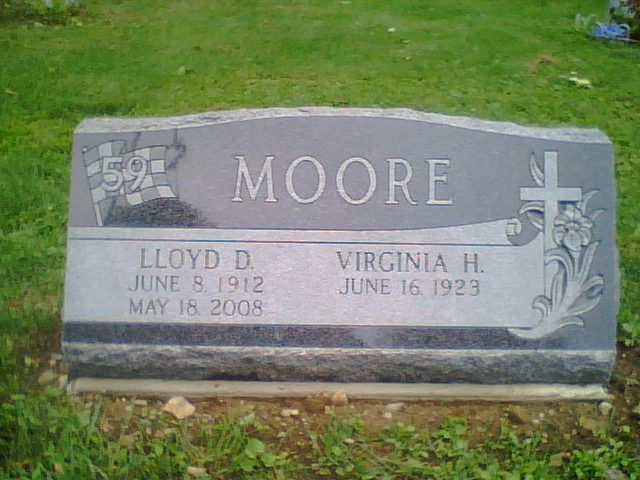 59
MOORE
LLOYD D.
JUNE 8, 1912
MAY 18, 2008
VIRGINIA H.
JUNE 16, 1923